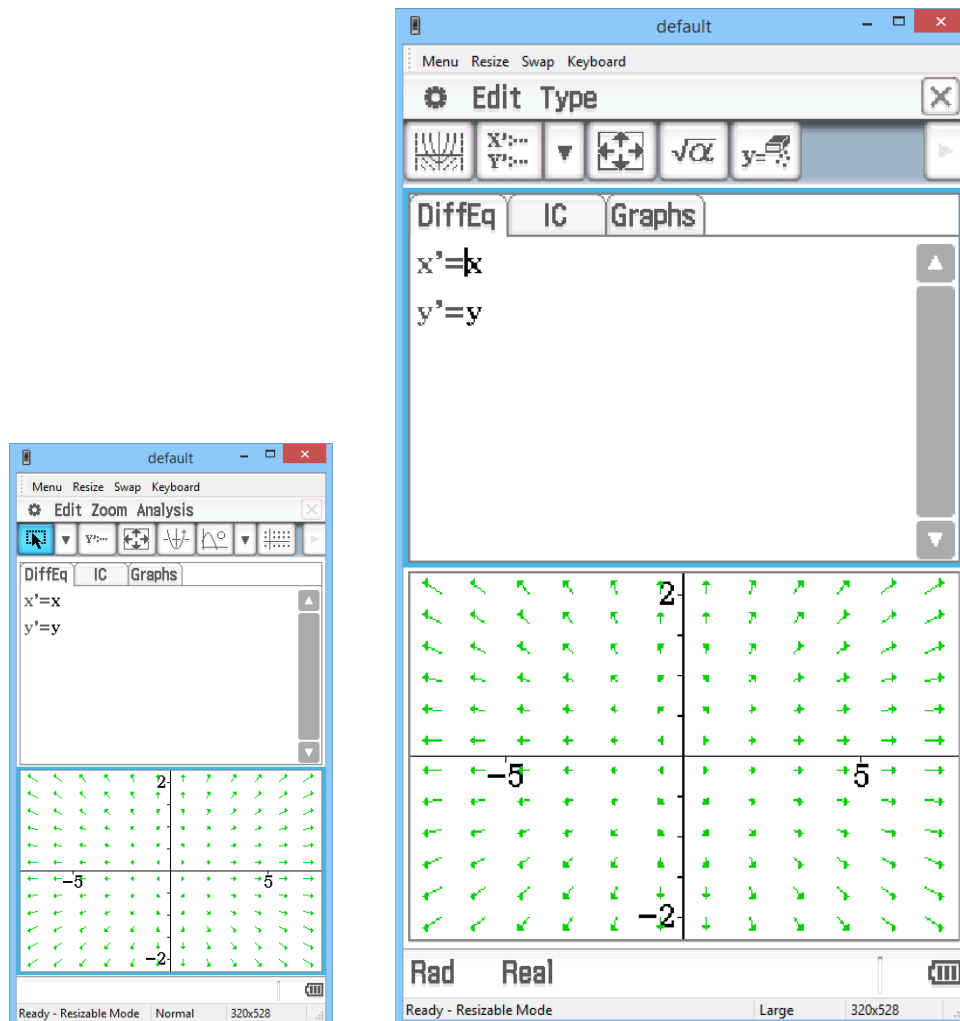 default
Menu Resize Swap Keyboard
Edit Zoom Analysis
Y':···
DiffEq IC Graphs
x'=x
y'=y
2
-5 5
-2
Ready - Resizable Mode Normal 320x528
default
Menu Resize Swap Keyboard
Edit Type
X':···
Y':···
√α y=
DiffEq IC Graphs
x'=x
y'=y
2
-5 5
-2
Rad Real
Ready - Resizable Mode Large 320x528